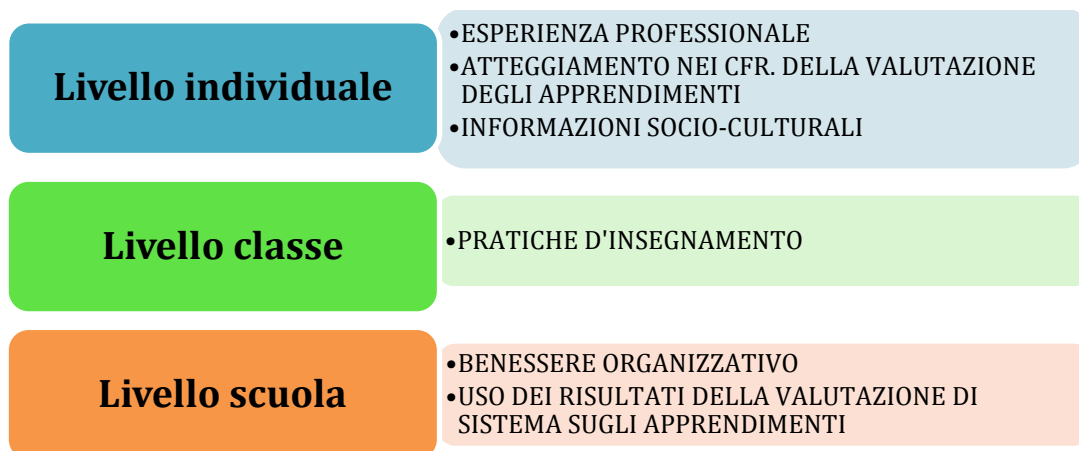 Livello individuale
•ESPERIENZA PROFESSIONALE
•ATTEGGIAMENTO NEI CFR. DELLA VALUTAZIONE
DEGLI APPRENDIMENTI
•INFORMAZIONI SOCIO-CULTURALI
Livello classe
•PRATICHE D'INSEGNAMENTO
Livello scuola
•BENESSERE ORGANIZZATIVO
•USO DEI RISULTATI DELLA VALUTAZIONE DI
SISTEMA SUGLI APPRENDIMENTI